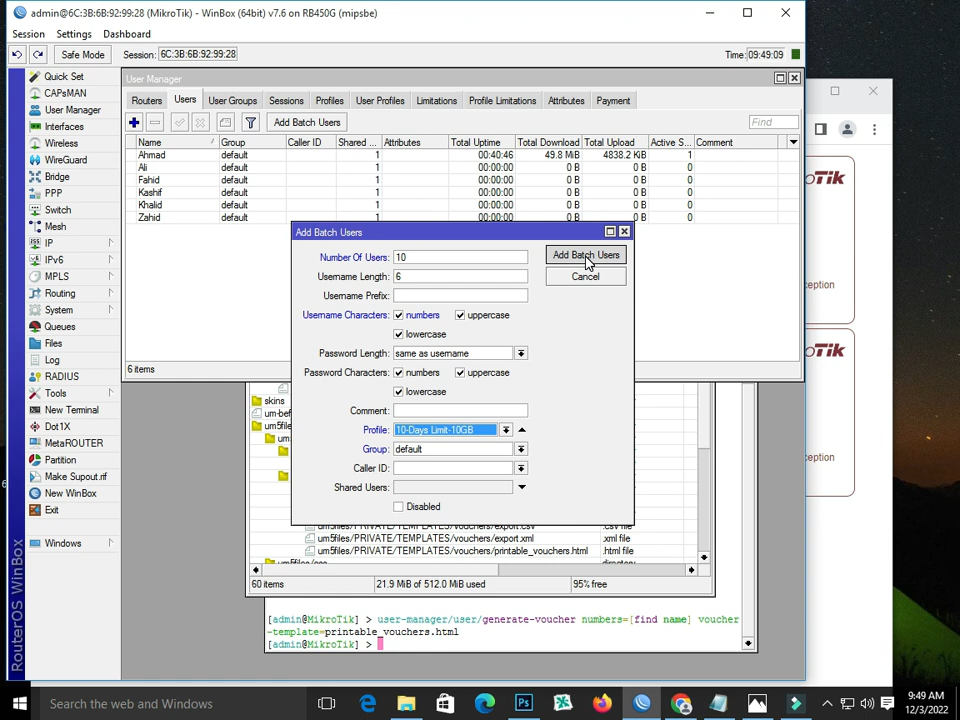 admin@6C:3B:6B:92:99:28 (MikroTik) - WinBox (64bit) v7.6 on RB450G (mipsbe)
Session Settings Dashboard
Safe Mode Session: 6C:3B:6B:92:99:28 Time: 09:49:09
Quick Set
CAPsMAN
User Manager
Interfaces
Wireless
WireGuard
Bridge
PPP
Switch
Mesh
IP
IPv6
MPLS
Routing
System
Queues
Files
Log
RADIUS
Tools
New Terminal
Dot1X
MetaROUTER
Partition
Make Supout.rif
New WinBox
Exit
Windows
RouterOS WinBox
User Manager
Routers Users User Groups Sessions Profiles User Profiles Limitations Profile Limitations Attributes Payment
Add Batch Users Find
Name Group Caller ID Shared ... Attributes Total Uptime Total Download Total Upload Active S... Comment
Ahmad default 1 00:40:46 49.8 MiB 4838.2 KiB 1
Ali default 1 00:00:00 0 B 0 B 0
Fahid default 1 00:00:00 0 B 0 B 0
Kashif default 1 00:00:00 0 B 0 B 0
Khalid default 1 00:00:00 0 B 0 B 0
Zahid default 1 00:00:00 0 B 0 B 0
6 items
Add Batch Users
Number Of Users: 10
Username Length: 6
Username Prefix:
Username Characters: numbers uppercase
lowercase
Password Length: same as username
Password Characters: numbers uppercase
lowercase
Comment:
Profile: 10-Days Limit-10GB
Group: default
Caller ID:
Shared Users:
Disabled
Add Batch Users
Cancel
skins
um-bef
um5file
um
um5files/PRIVATE/TEMPLATES/vouchers/export.csv .csv file
um5files/PRIVATE/TEMPLATES/vouchers/export.xml .xml file
um5files/PRIVATE/TEMPLATES/vouchers/printable_vouchers.html .html file
um5files/css directory
60 items 21.9 MiB of 512.0 MiB used 95% free
[admin@MikroTik] > user-manager/user/generate-voucher numbers=[find name] voucher
-template=printable_vouchers.html
[admin@MikroTik] >
roTik
eption
roTik
ception
Search the web and Windows
9:49 AM
12/3/2022